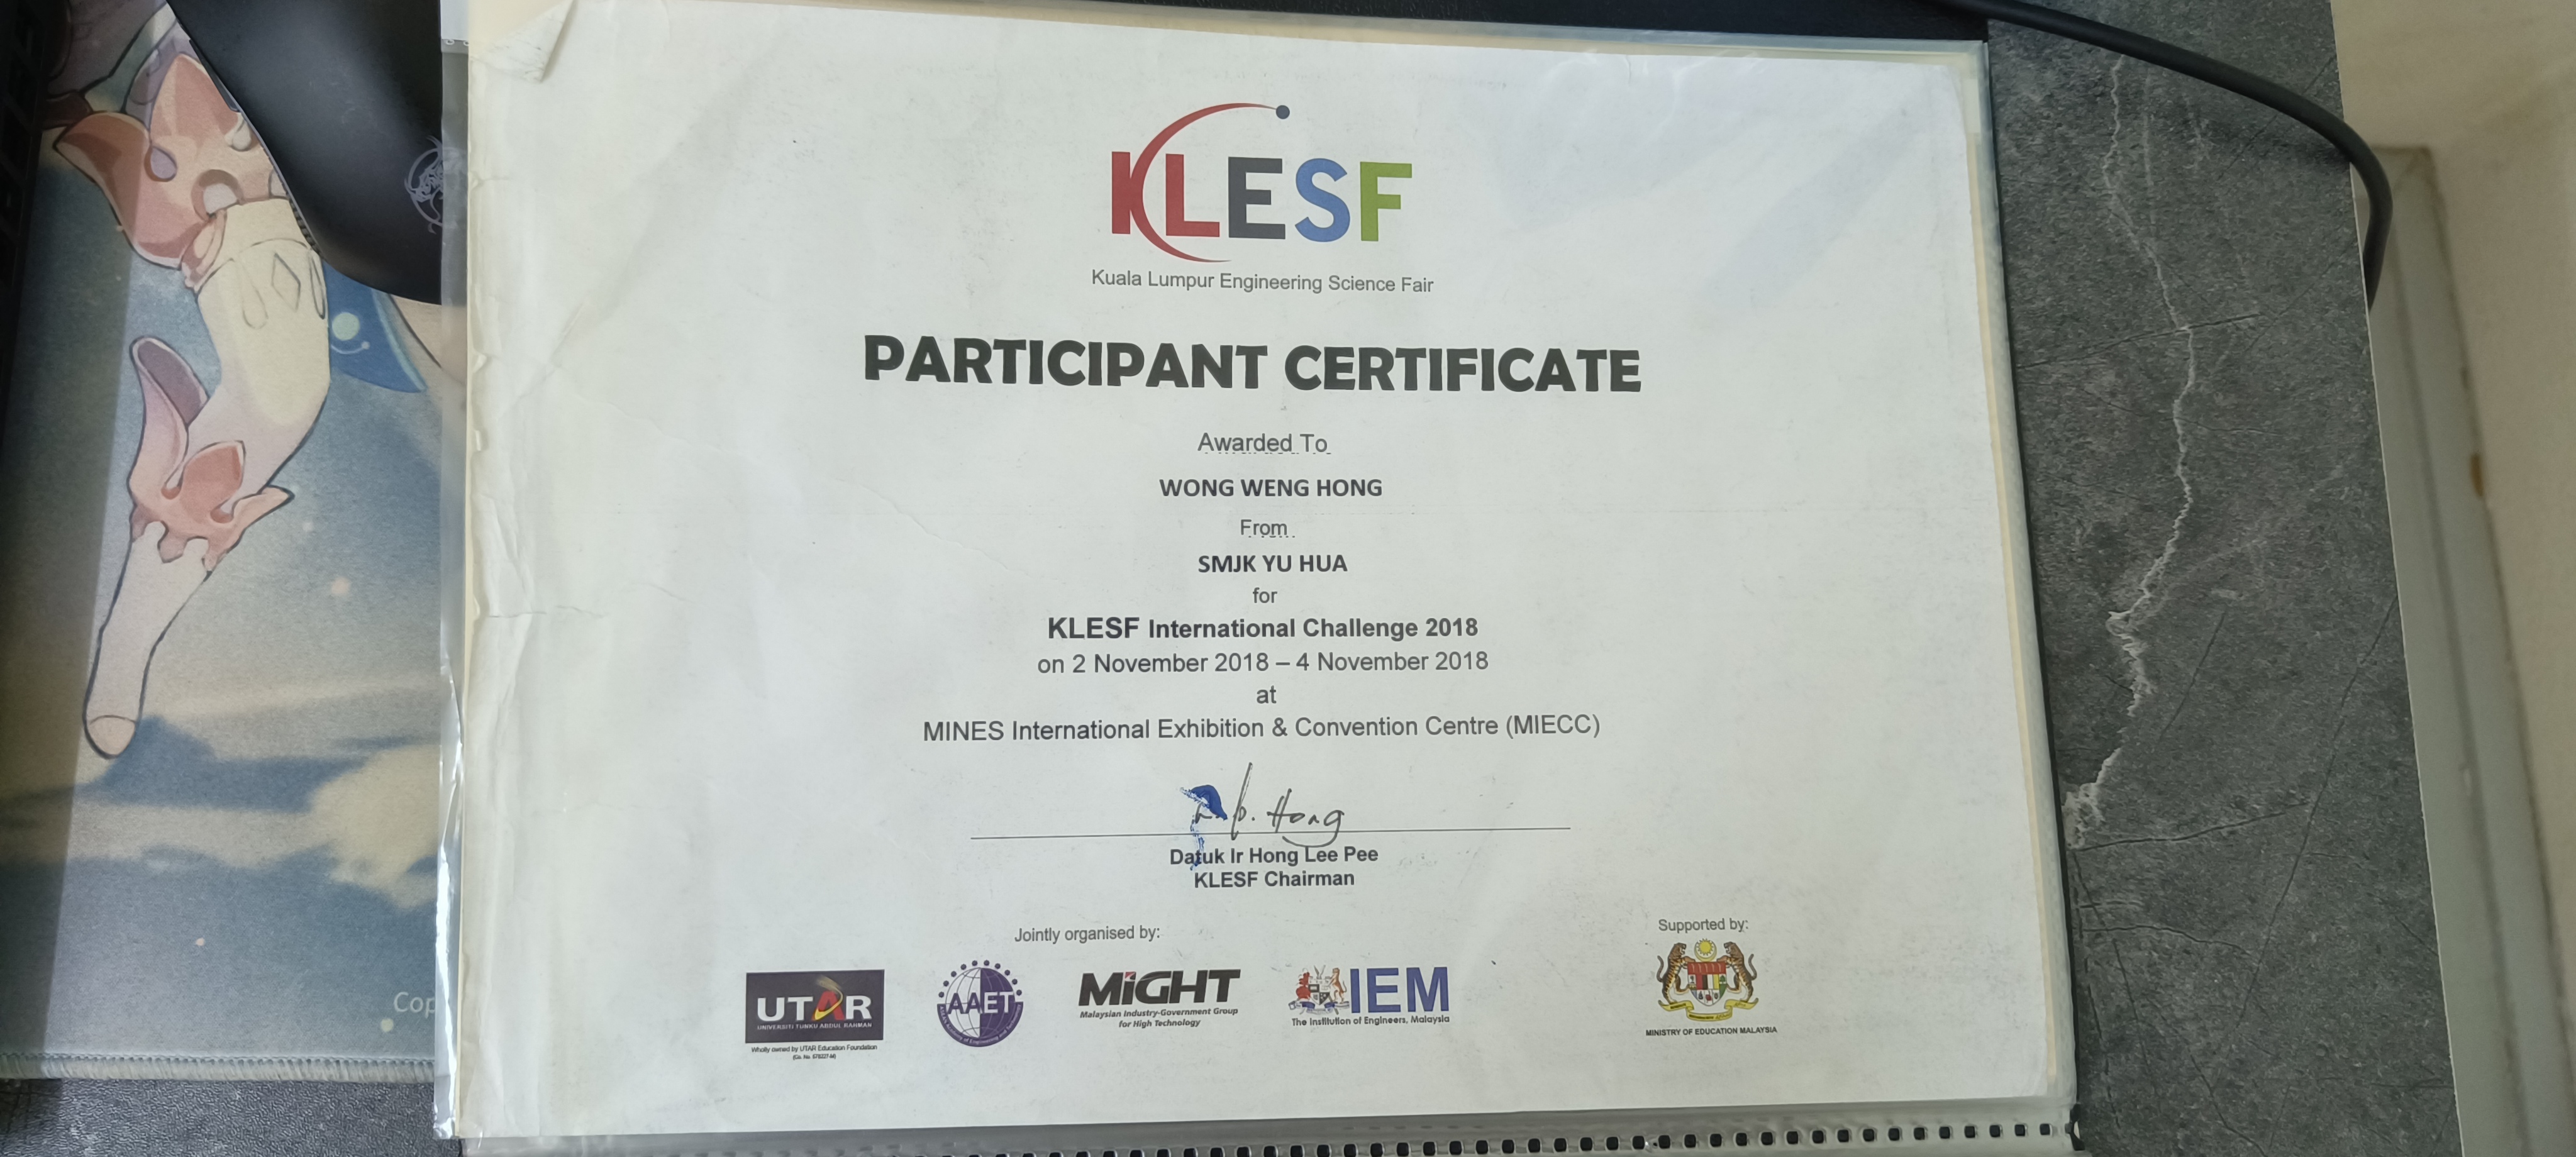 KLESF
Kuala Lumpur Engineering Science Fair
PARTICIPANT CERTIFICATE
Awarded To
WONG WENG HONG
From
SMJK YU HUA
for
KLESF International Challenge 2018
on 2 November 2018 – 4 November 2018
at
MINES International Exhibition & Convention Centre (MIECC)
Hong
Datuk Ir Hong Lee Pee
KLESF Chairman
Jointly organised by:
Supported by:
UTAR
UNIVERSITI TUNKU ABDUL RAHMAN
Wholly owned by UTAR Education Foundation
AAET
MiGHT
Malaysian Industry-Government Group
for High Technology
IEM
The Institution of Engineers, Malaysia
MINISTRY OF EDUCATION MALAYSIA
Cop